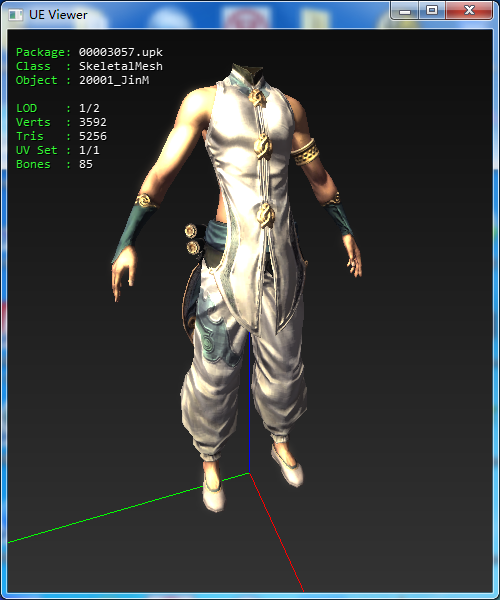 UE Viewer
Package: 00003057.upk
Class : SkeletalMesh
Object : 20001_JinM
LOD : 1/2
Verts : 3592
Tris : 5256
UV Set : 1/1
Bones : 85